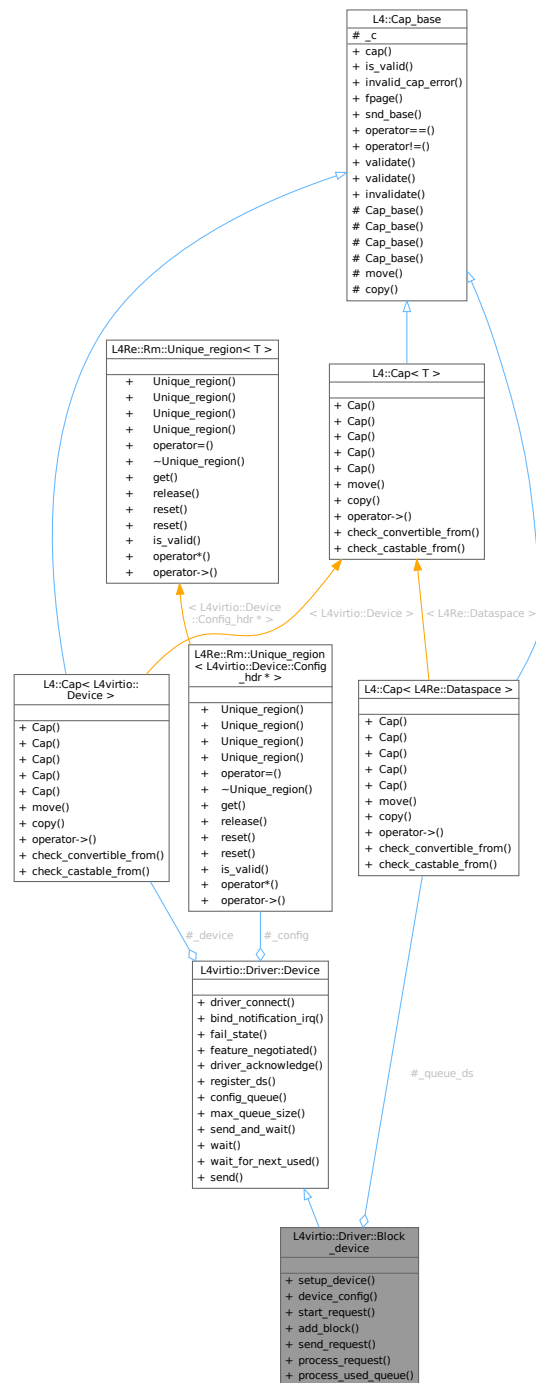 L4::Cap_base
# _c
+ cap()
+ is_valid()
+ invalid_cap_error()
+ fpage()
+ snd_base()
+ operator==()
+ operator!=()
+ validate()
+ validate()
+ invalidate()
# Cap_base()
# Cap_base()
# Cap_base()
# Cap_base()
# move()
# copy()
L4Re::Rm::Unique_region< T >
+ Unique_region()
+ Unique_region()
+ Unique_region()
+ Unique_region()
+ operator=()
+ ~Unique_region()
+ get()
+ release()
+ reset()
+ reset()
+ is_valid()
+ operator*()
+ operator->()
L4::Cap< T >
+ Cap()
+ Cap()
+ Cap()
+ Cap()
+ Cap()
+ move()
+ copy()
+ operator->()
+ check_convertible_from()
+ check_castable_from()
< L4virtio::Device
::Config_hdr * >
< L4virtio::Device >
< L4Re::Dataspace >
L4::Cap< L4virtio::
Device >
+ Cap()
+ Cap()
+ Cap()
+ Cap()
+ Cap()
+ move()
+ copy()
+ operator->()
+ check_convertible_from()
+ check_castable_from()
L4Re::Rm::Unique_region
< L4virtio::Device::Config
_hdr * >
+ Unique_region()
+ Unique_region()
+ Unique_region()
+ Unique_region()
+ operator=()
+ ~Unique_region()
+ get()
+ release()
+ reset()
+ reset()
+ is_valid()
+ operator*()
+ operator->()
L4::Cap< L4Re::Dataspace >
+ Cap()
+ Cap()
+ Cap()
+ Cap()
+ Cap()
+ move()
+ copy()
+ operator->()
+ check_convertible_from()
+ check_castable_from()
#_device
#_config
L4virtio::Driver::Device
+ driver_connect()
+ bind_notification_irq()
+ fail_state()
+ feature_negotiated()
+ driver_acknowledge()
+ register_ds()
+ config_queue()
+ max_queue_size()
+ send_and_wait()
+ wait()
+ wait_for_next_used()
+ send()
#_queue_ds
L4virtio::Driver::Block
_device
+ setup_device()
+ device_config()
+ start_request()
+ add_block()
+ send_request()
+ process_request()
+ process_used_queue()